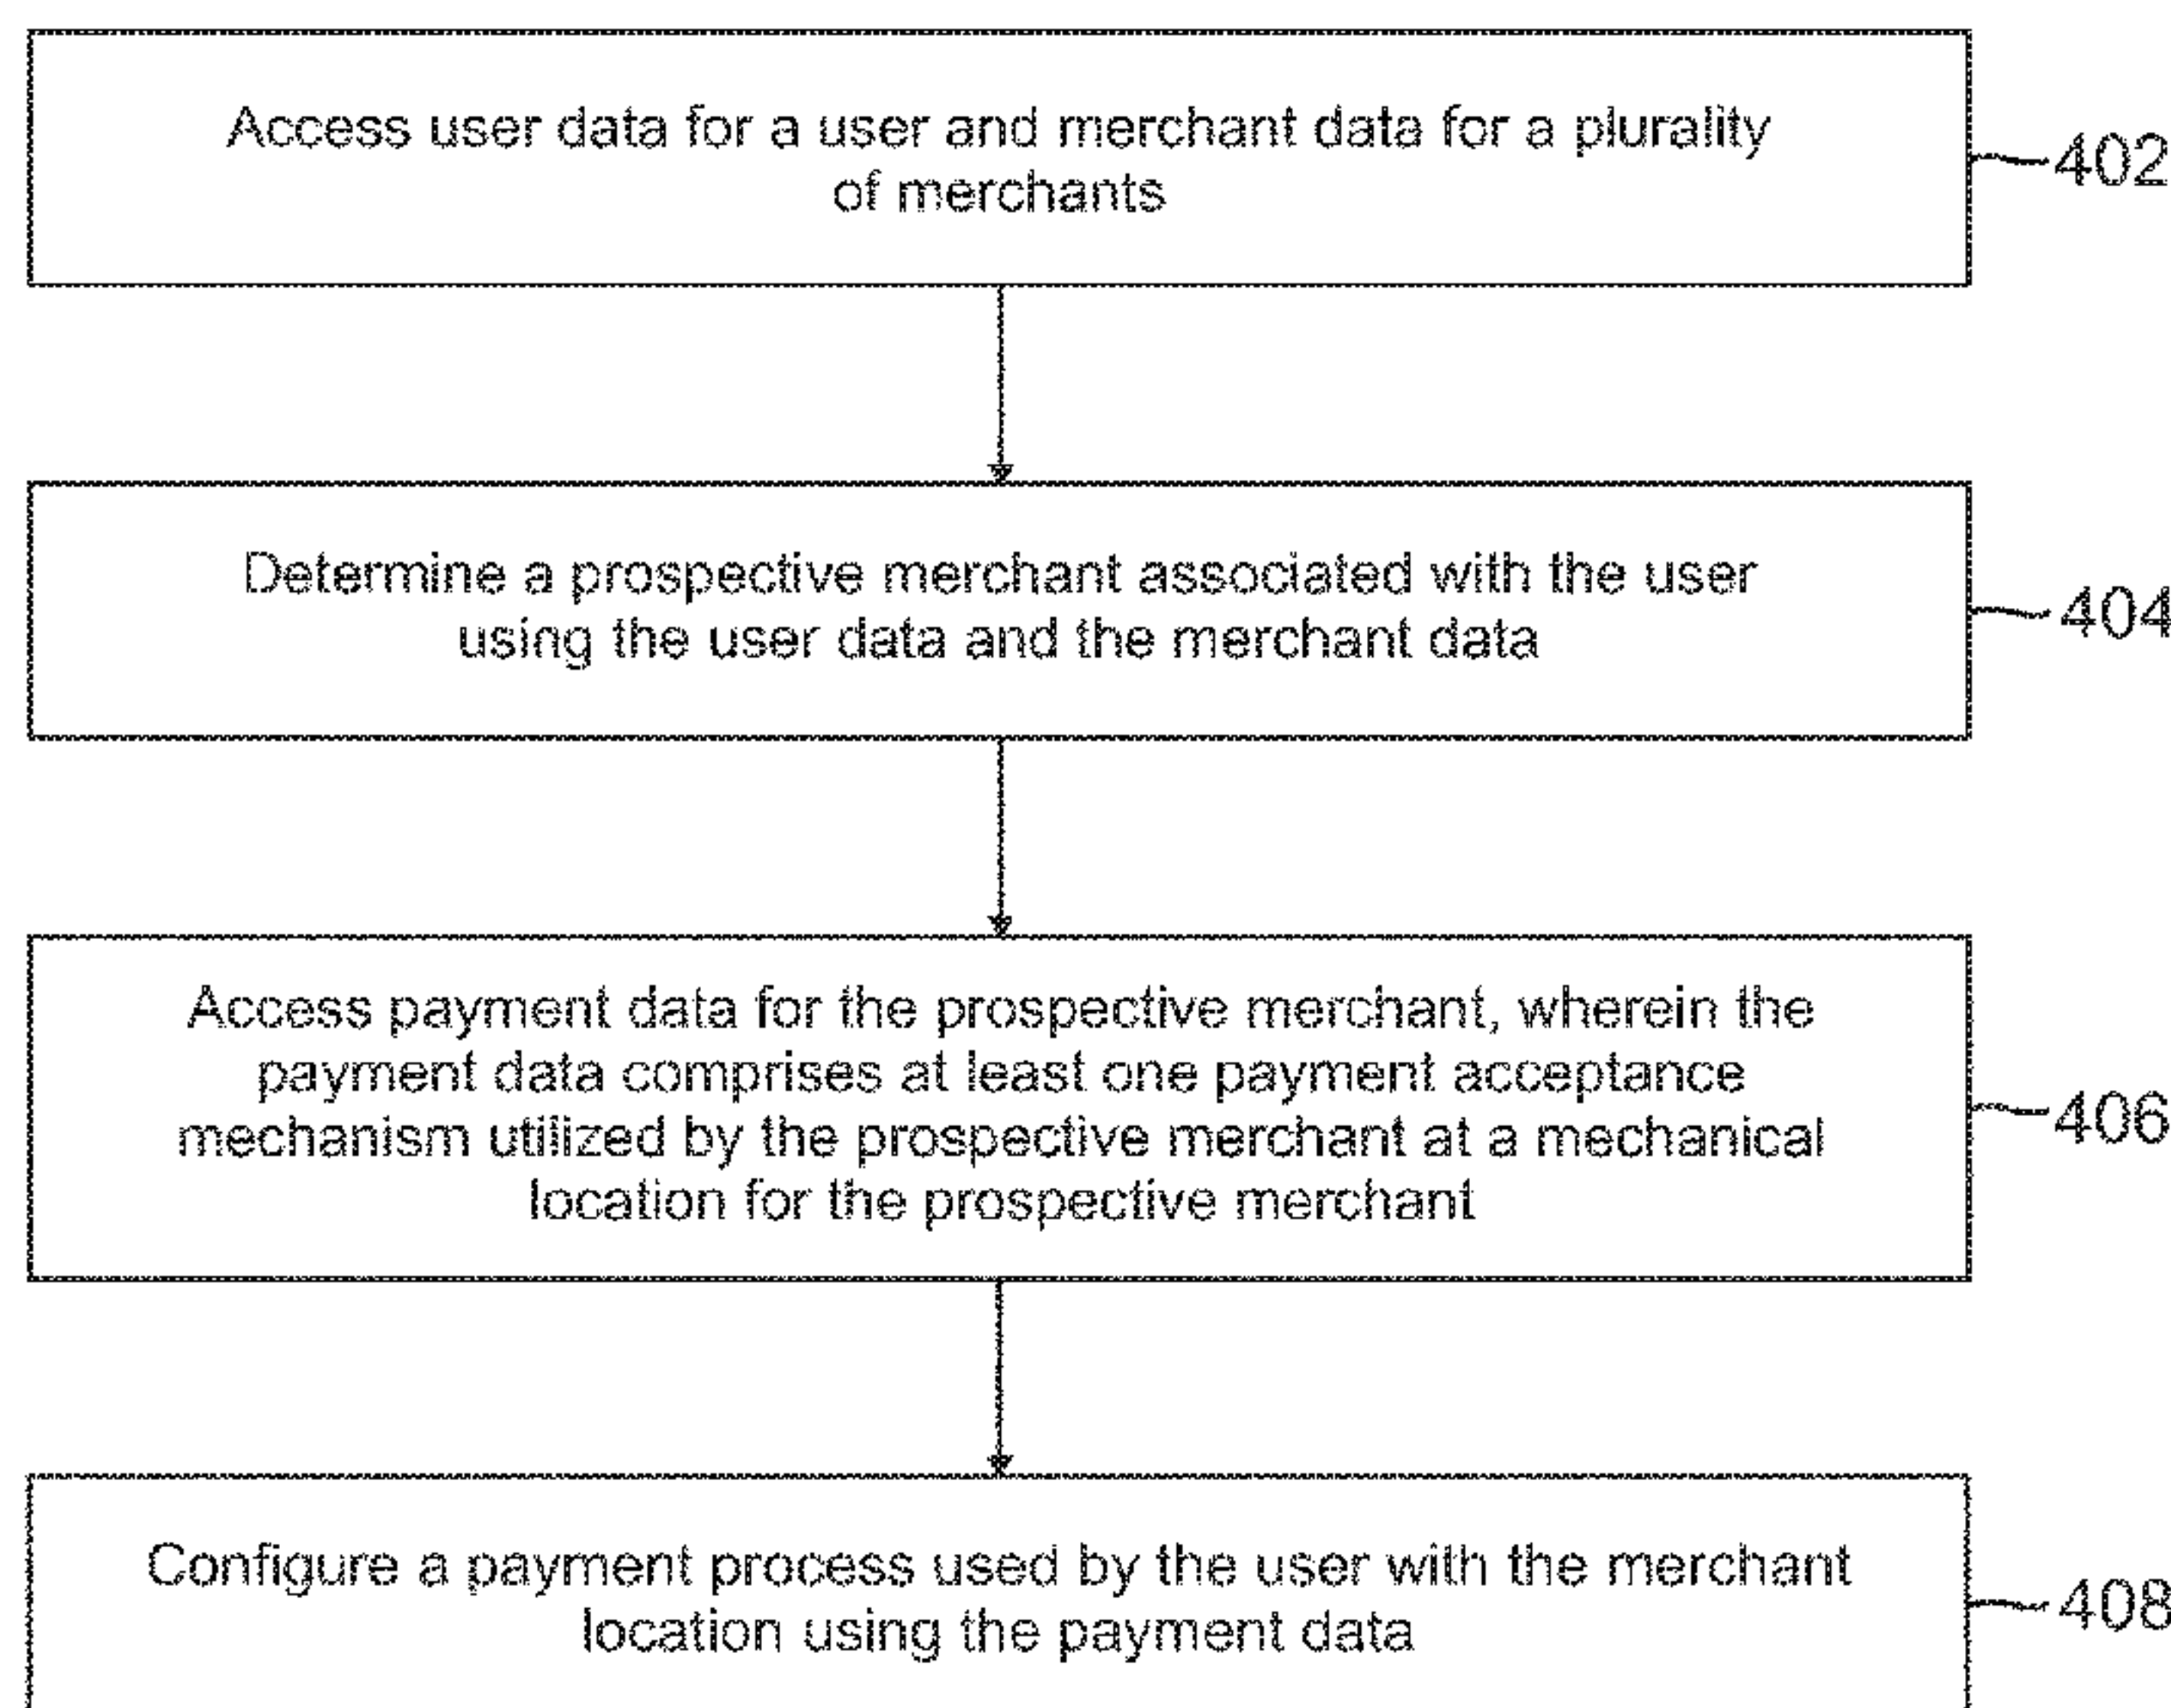 Access user data for a user and merchant data for a plurality
of merchants
402
Determine a prospective merchant associated with the user
using the user data and the merchant data
404
Access payment data for the prospective merchant, wherein the
payment data comprises at least one payment acceptance
mechanism utilized by the prospective merchant at a mechanical
location for the prospective merchant
406
Configure a payment process used by the user with the merchant
location using the payment data
408